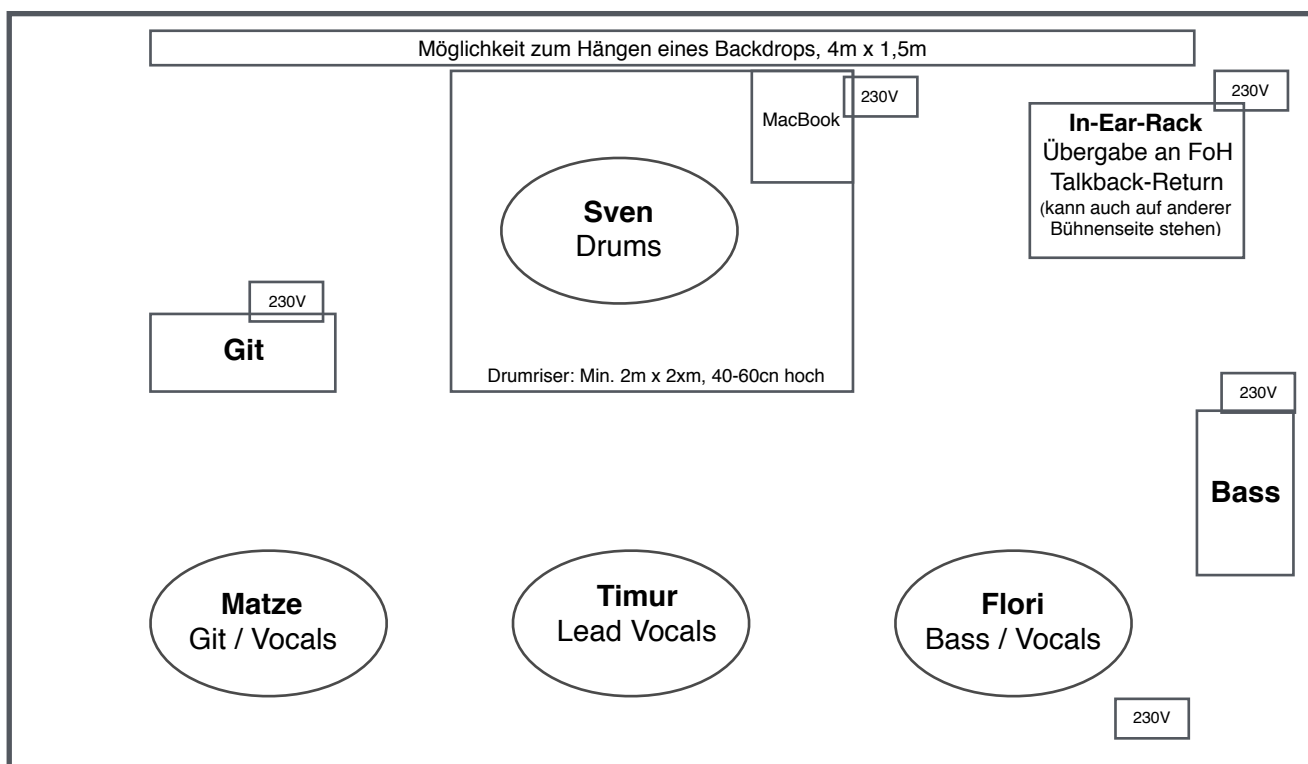 Möglichkeit zum Hängen eines Backdrops, 4m x 1,5m
MacBook
230V
230V
In-Ear-Rack
Übergabe an FoH
Talkback-Return
(kann auch auf anderer
Bühnenseite stehen)
Sven
Drums
230V
Git
Drumriser: Min. 2m x 2xm, 40-60cn hoch
230V
Bass
Matze
Git / Vocals
Timur
Lead Vocals
Flori
Bass / Vocals
230V